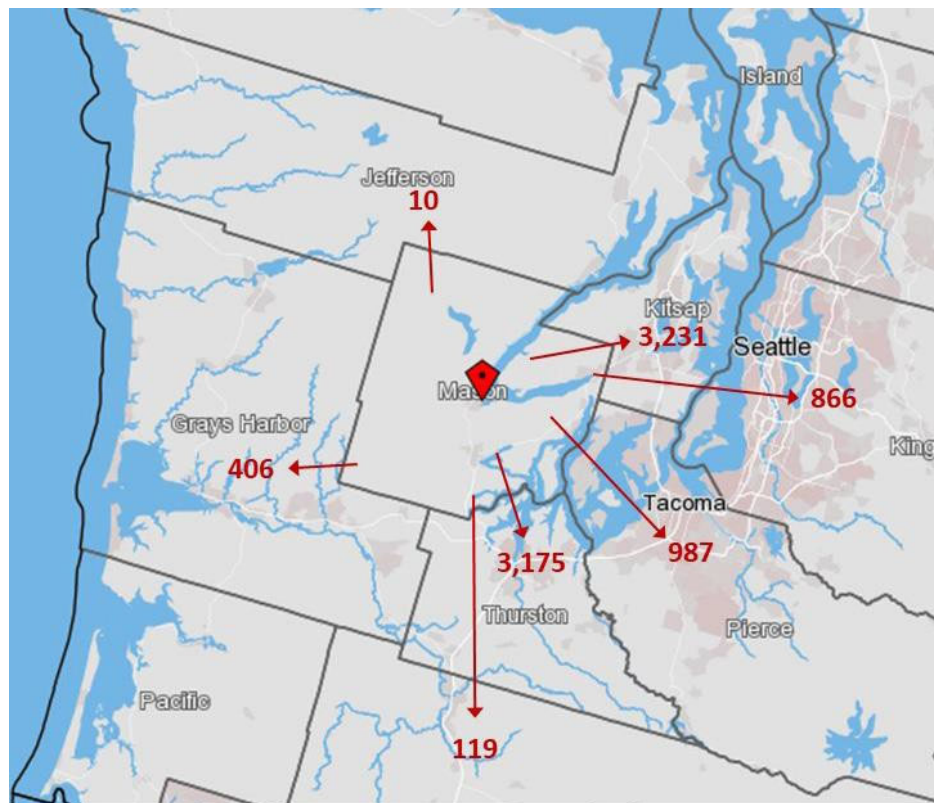 Island
Jefferson
10
Kitsap
3,231
Seattle
866
Mason
Grays Harbor
406
King
Tacoma
987
3,175
Thurston
Pierce
Pacific
119